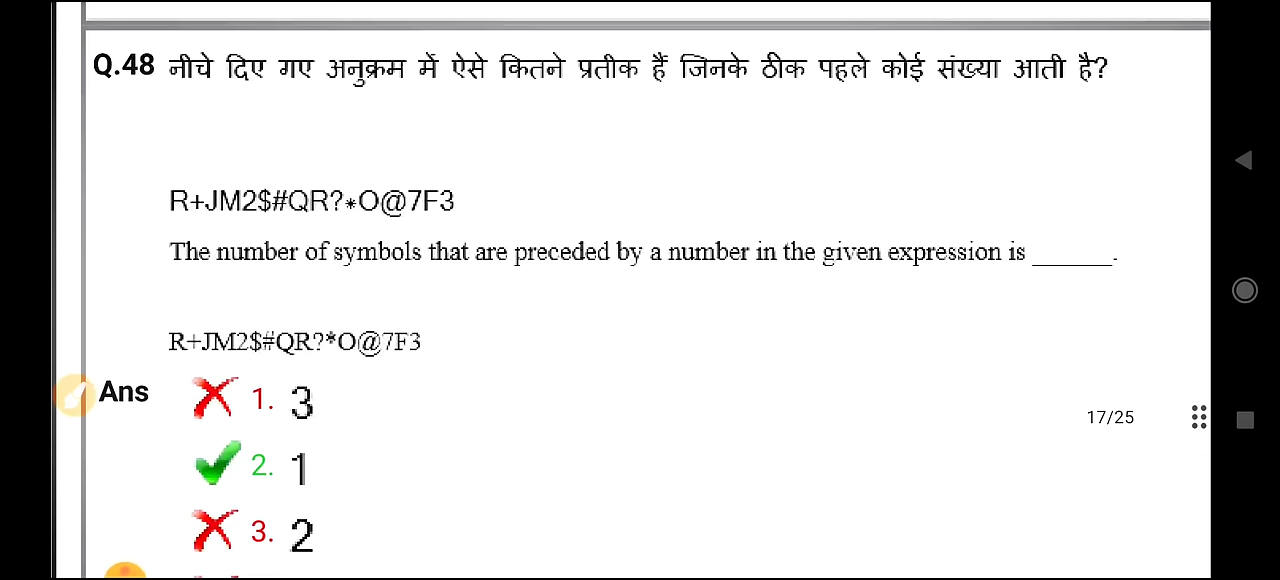 Q.48 नीचे दिए गए अनुक्रम में ऐसे कितने प्रतीक हैं जिनके ठीक पहले कोई संख्या आती है?
R+JM2$#QR?*O@7F3
The number of symbols that are preceded by a number in the given expression is ______.
R+JM2$#QR?*O@7F3
Ans 1. 3
17/25
2. 1
3. 2